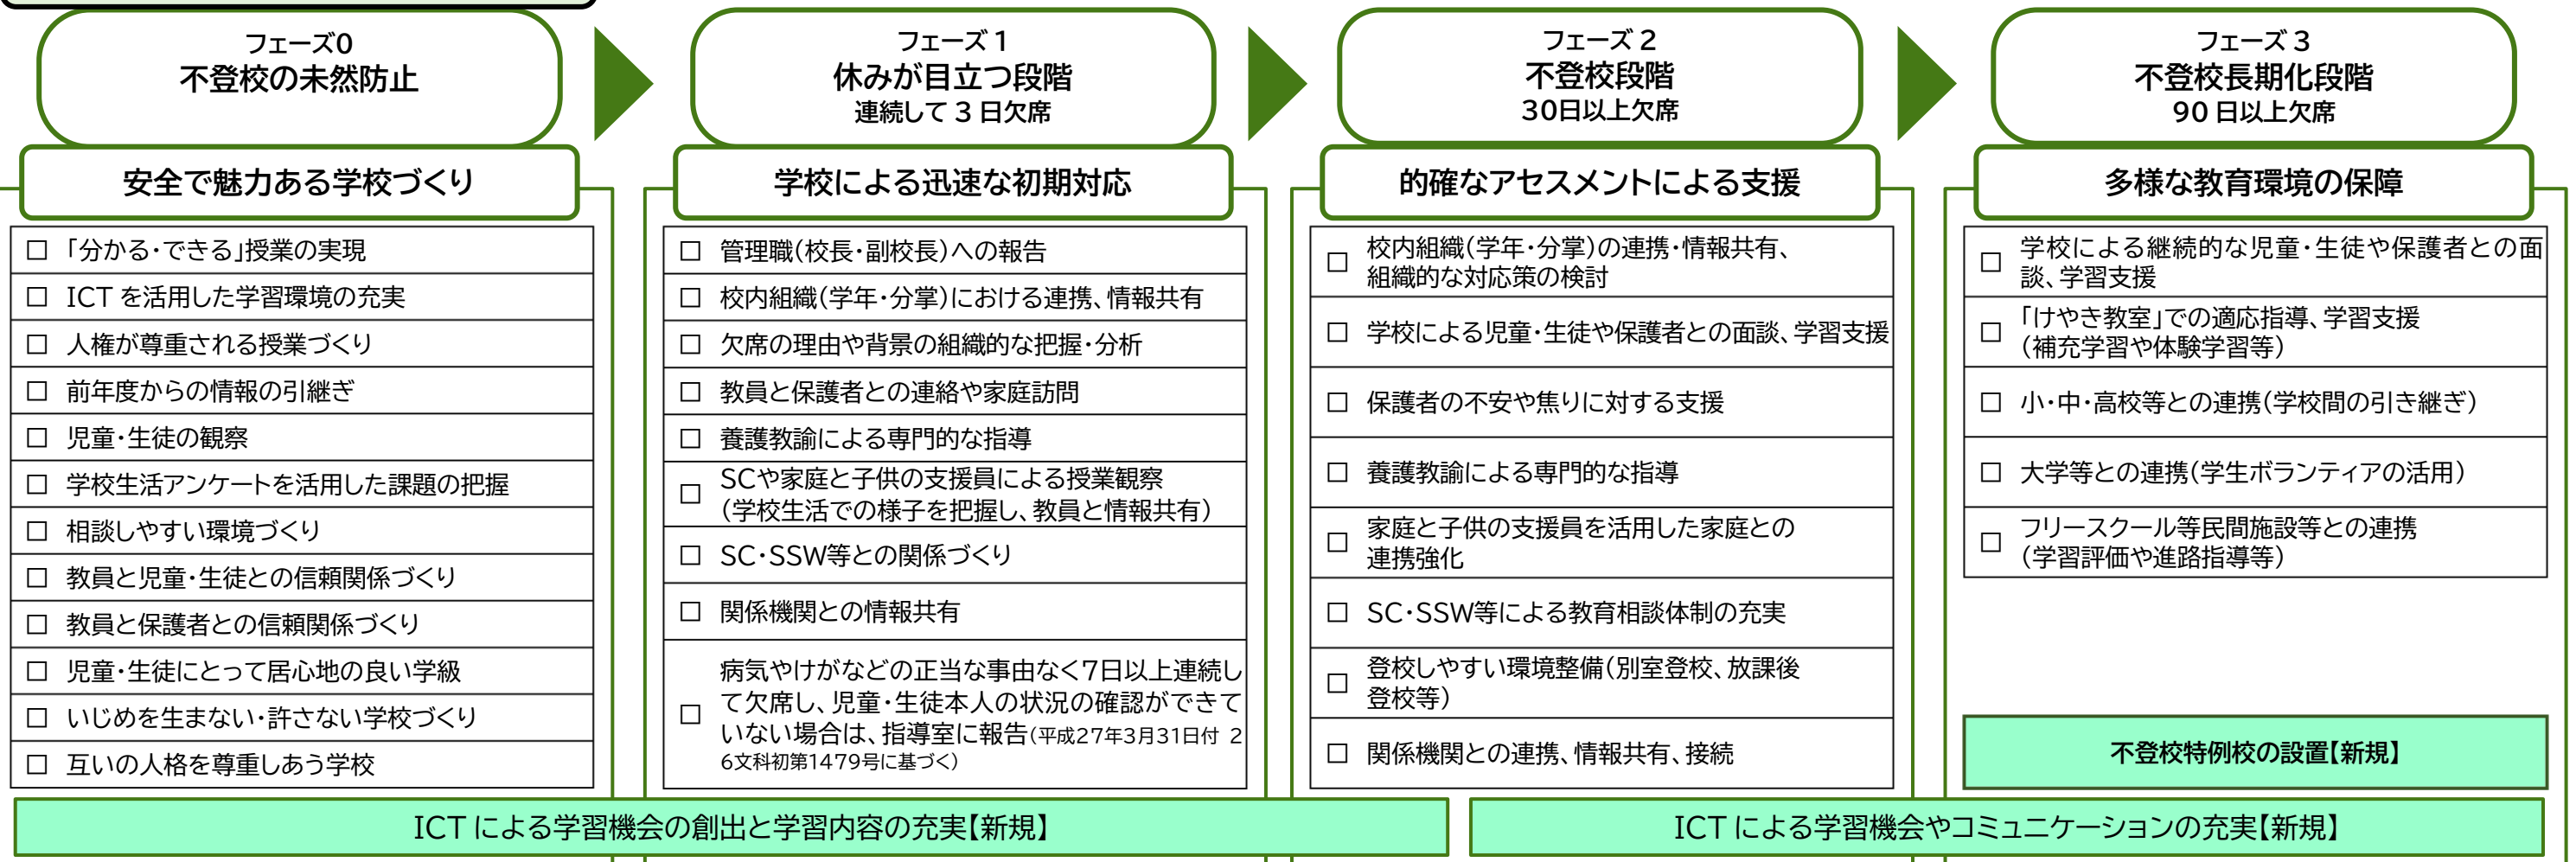 フェーズ0
不登校の未然防止
安全で魅力ある学校づくり
□ 「分かる・できる」授業の実現
□ ICT を活用した学習環境の充実
□ 人権が尊重される授業づくり
□ 前年度からの情報の引継ぎ
□ 児童・生徒の観察
□ 学校生活アンケートを活用した課題の把握
□ 相談しやすい環境づくり
□ 教員と児童・生徒との信頼関係づくり
□ 教員と保護者との信頼関係づくり
□ 児童・生徒にとって居心地の良い学級
□ いじめを生まない・許さない学校づくり
□ 互いの人格を尊重しあう学校
フェーズ 1
休みが目立つ段階
連続して 3 日欠席
学校による迅速な初期対応
□ 管理職(校長・副校長)への報告
□ 校内組織(学年・分掌)における連携、情報共有
□ 欠席の理由や背景の組織的な把握・分析
□ 教員と保護者との連絡や家庭訪問
□ 養護教諭による専門的な指導
□ SCや家庭と子供の支援員による授業観察
(学校生活での様子を把握し、教員と情報共有)
□ SC・SSW等との関係づくり
□ 関係機関との情報共有
□ 病気やけがなどの正当な事由なく7日以上連続し
て欠席し、児童・生徒本人の状況の確認ができて
いない場合は、指導室に報告(平成27年3月31日付 2
6文科初第1479号に基づく)
フェーズ 2
不登校段階
30日以上欠席
的確なアセスメントによる支援
□ 校内組織(学年・分掌)の連携・情報共有、
組織的な対応策の検討
□ 学校による児童・生徒や保護者との面談、学習支援
□ 保護者の不安や焦りに対する支援
□ 養護教諭による専門的な指導
□ 家庭と子供の支援員を活用した家庭との
連携強化
□ SC・SSW等による教育相談体制の充実
□ 登校しやすい環境整備(別室登校、放課後
登校等)
□ 関係機関との連携、情報共有、接続
フェーズ 3
不登校長期化段階
90 日以上欠席
多様な教育環境の保障
□ 学校による継続的な児童・生徒や保護者との面
談、学習支援
□ 「けやき教室」での適応指導、学習支援
(補充学習や体験学習等)
□ 小・中・高校等との連携(学校間の引き継ぎ)
□ 大学等との連携(学生ボランティアの活用)
□ フリースクール等民間施設等との連携
(学習評価や進路指導等)
不登校特例校の設置【新規】
ICT による学習機会の創出と学習内容の充実【新規】
ICT による学習機会やコミュニケーションの充実【新規】